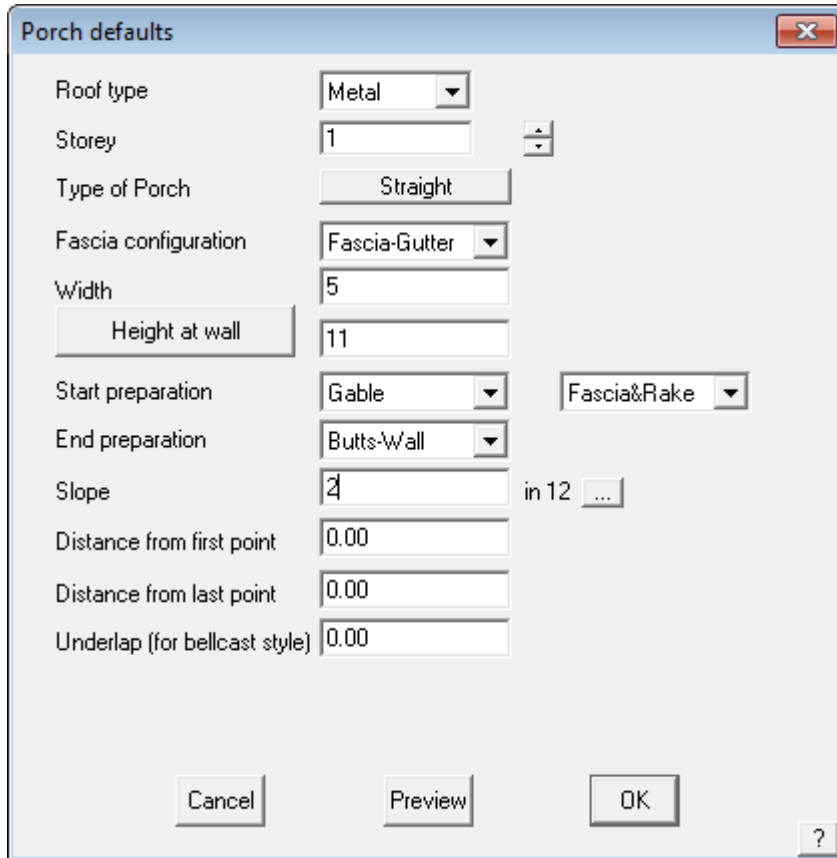 Porch defaults
Roof type Metal
Storey 1
Type of Porch Straight
Fascia configuration Fascia-Gutter
Width 5
Height at wall 11
Start preparation Gable Fascia&Rake
End preparation Butts-Wall
Slope 2 in 12 ...
Distance from first point 0.00
Distance from last point 0.00
Underlap (for bellcast style) 0.00
Cancel Preview OK
?